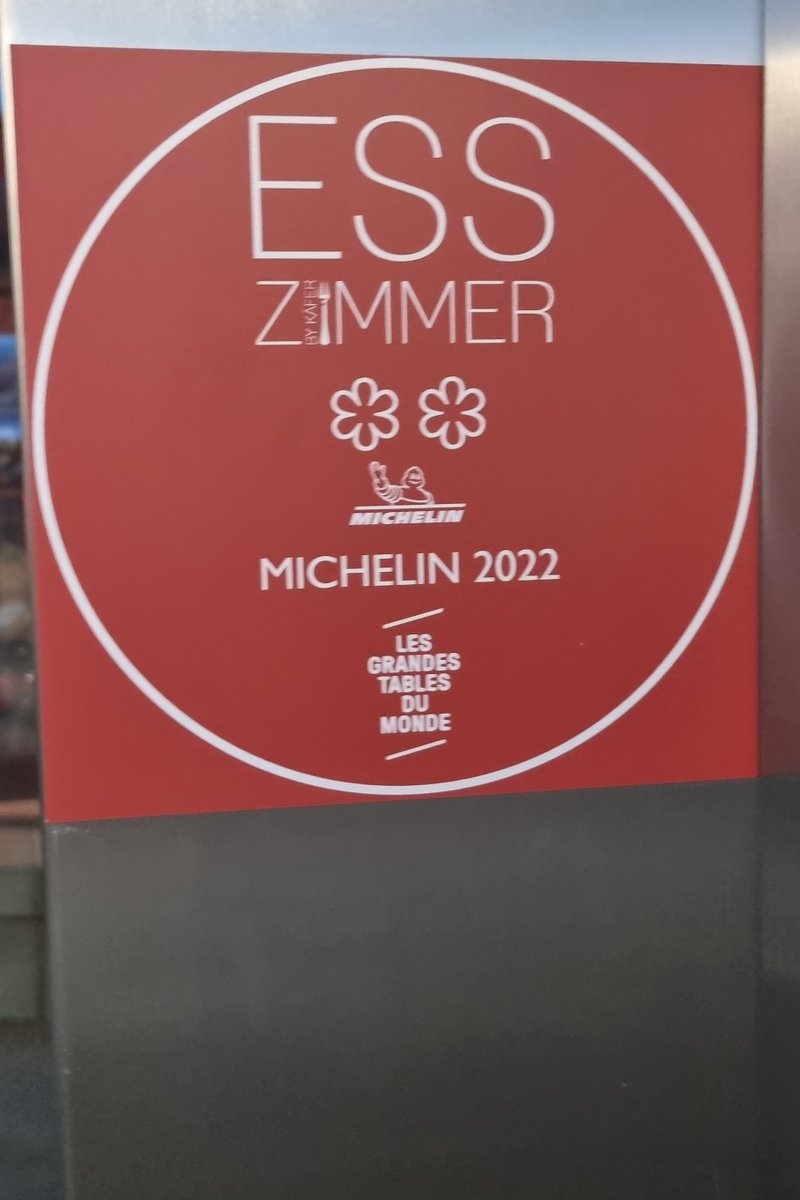 ESS
ZIMMER
BY KÄFER
MICHELIN
MICHELIN 2022
LES
GRANDES
TABLES
DU
MONDE